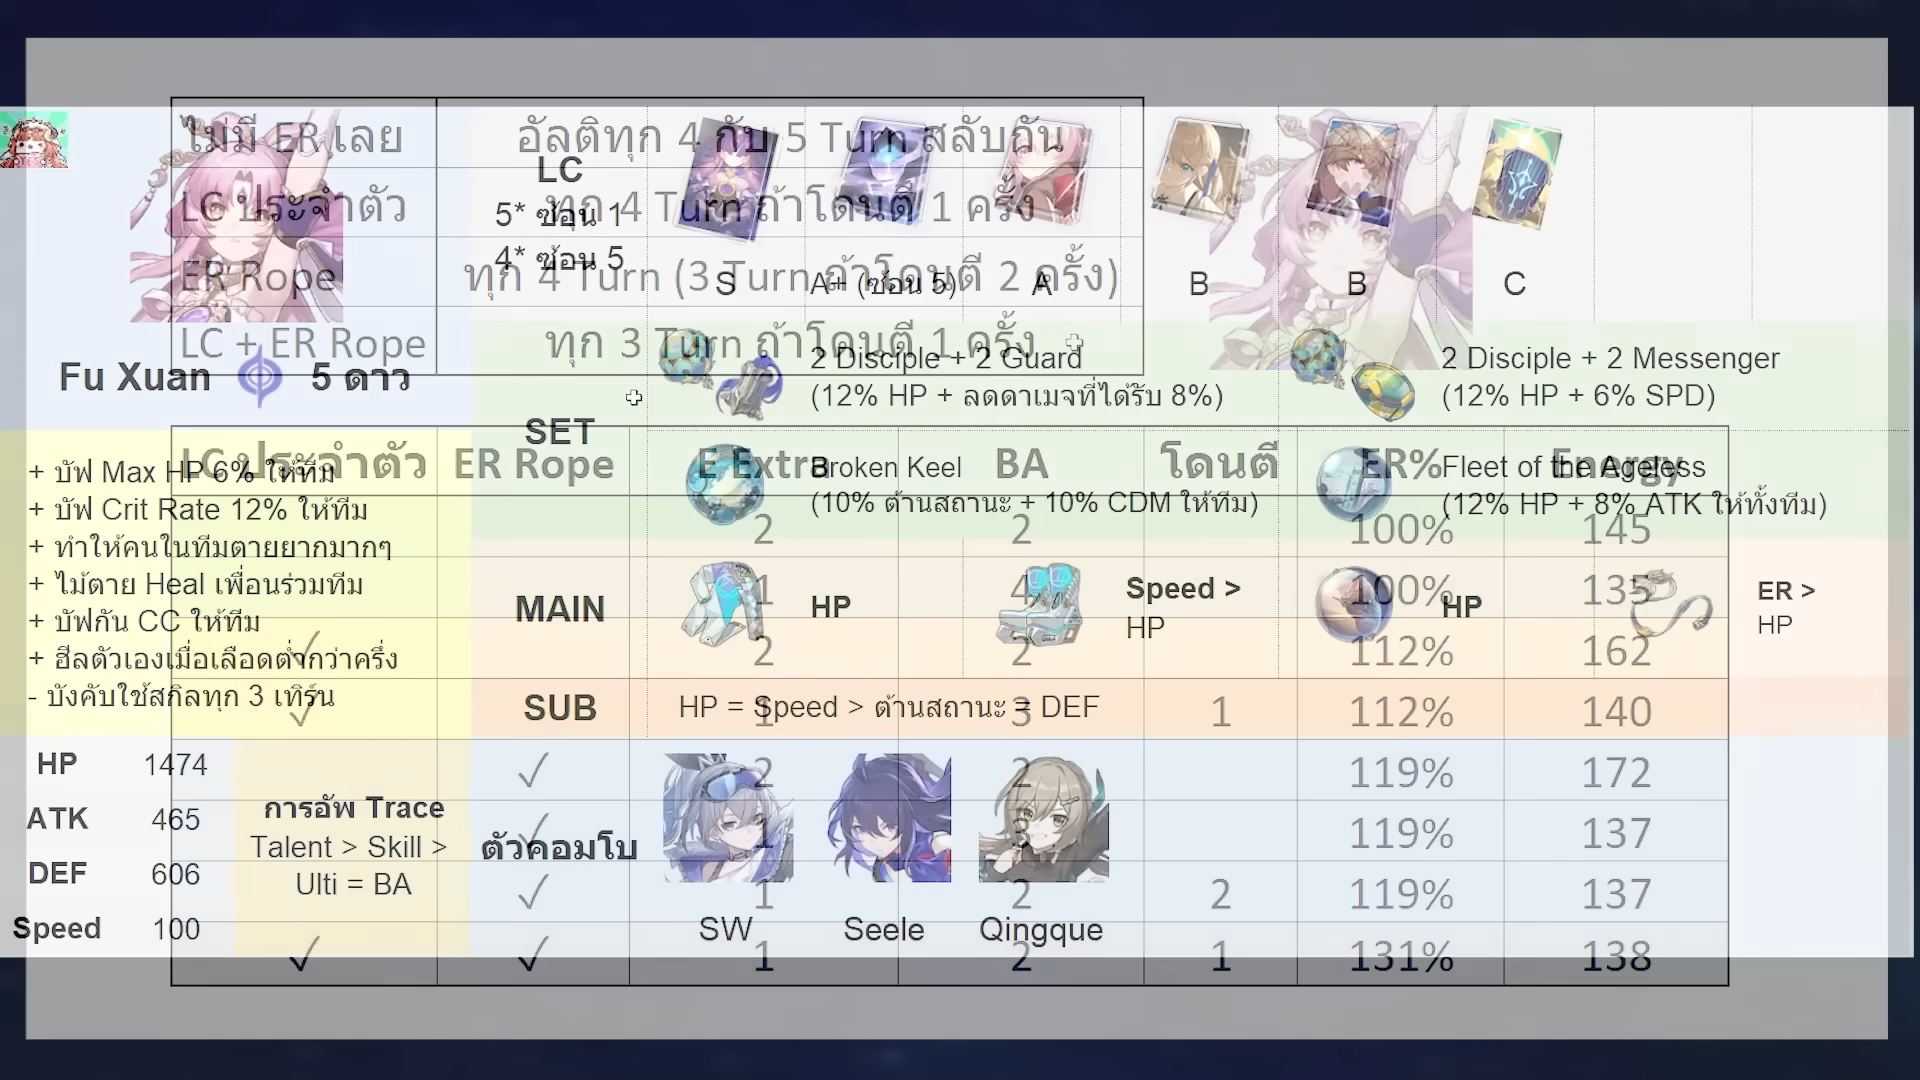 ไม่มี ER เลย
อัลติทุก 4 กับ 5 Turn สลับกัน
LC ประจำตัว
ทุก 4 Turn ถ้าโดนตี 1 ครั้ง
ER Rope
ทุก 4 Turn (3 Turn ถ้าโดนตี 2 ครั้ง)
LC + ER Rope
ทุก 3 Turn ถ้าโดนตี 1 ครั้ง
LC
5* ซ้อน 1
4* ซ้อน 5
S
A+ (ซ้อน 5)
A
B
B
C
Fu Xuan
5 ดาว
SET
2 Disciple + 2 Guard
(12% HP + ลดดาเมจที่ได้รับ 8%)
2 Disciple + 2 Messenger
(12% HP + 6% SPD)
Broken Keel
(10% ต้านสถานะ + 10% CDM ให้ทีม)
Fleet of the Ageless
(12% HP + 8% ATK ให้ทั้งทีม)
+ บัฟ Max HP 6% ให้ทีม
+ บัฟ Crit Rate 12% ให้ทีม
+ ทำให้คนในทีมตายยากมากๆ
+ ไม้ตาย Heal เพื่อนร่วมทีม
+ บัฟกัน CC ให้ทีม
+ ฮีลตัวเองเมื่อเลือดต่ำกว่าครึ่ง
- บังคับใช้สกิลทุก 3 เทิร์น
MAIN
HP
Speed >
HP
HP
ER >
HP
SUB
HP = Speed > ต้านสถานะ = DEF
HP 1474
ATK 465
DEF 606
Speed 100
การอัพ Trace
Talent > Skill >
Ulti = BA
ตัวคอมโบ
SW
Seele
Qingque
LC ประจำตัว ER Rope E Extra BA โดนตี ER% Energy
2 2 100% 145
1 4 100% 135
✓ 2 2 112% 162
✓ 1 3 1 112% 140
✓ 2 2 119% 172
✓ 1 3 119% 137
✓ 1 2 2 119% 137
✓ ✓ 1 2 1 131% 138